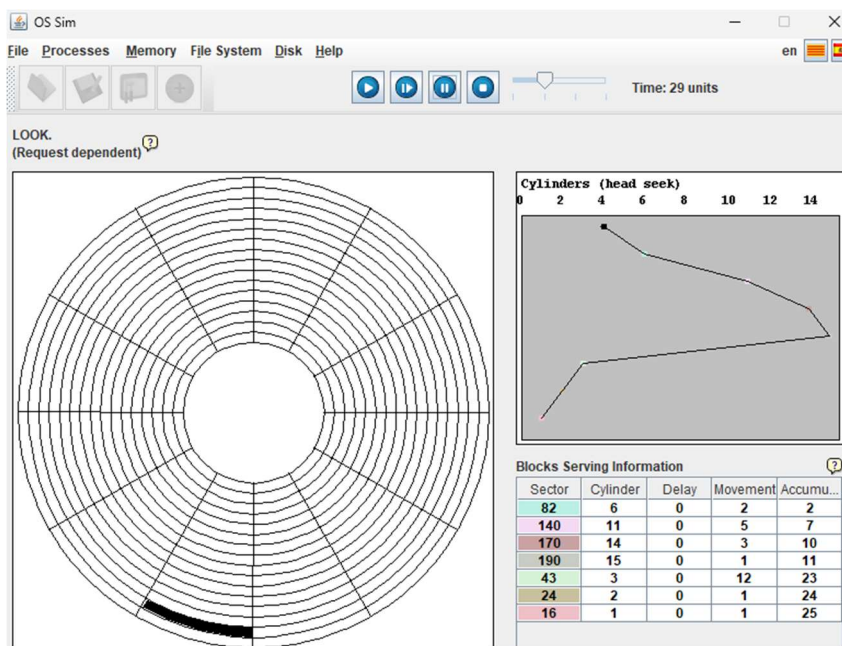 OS Sim
File Processes Memory File System Disk Help en
Time: 29 units
LOOK.
(Request dependent)
Cylinders (head seek)
0 2 4 6 8 10 12 14
Blocks Serving Information
Sector Cylinder Delay Movement Accumu...
82 6 0 2 2
140 11 0 5 7
170 14 0 3 10
190 15 0 1 11
43 3 0 12 23
24 2 0 1 24
16 1 0 1 25